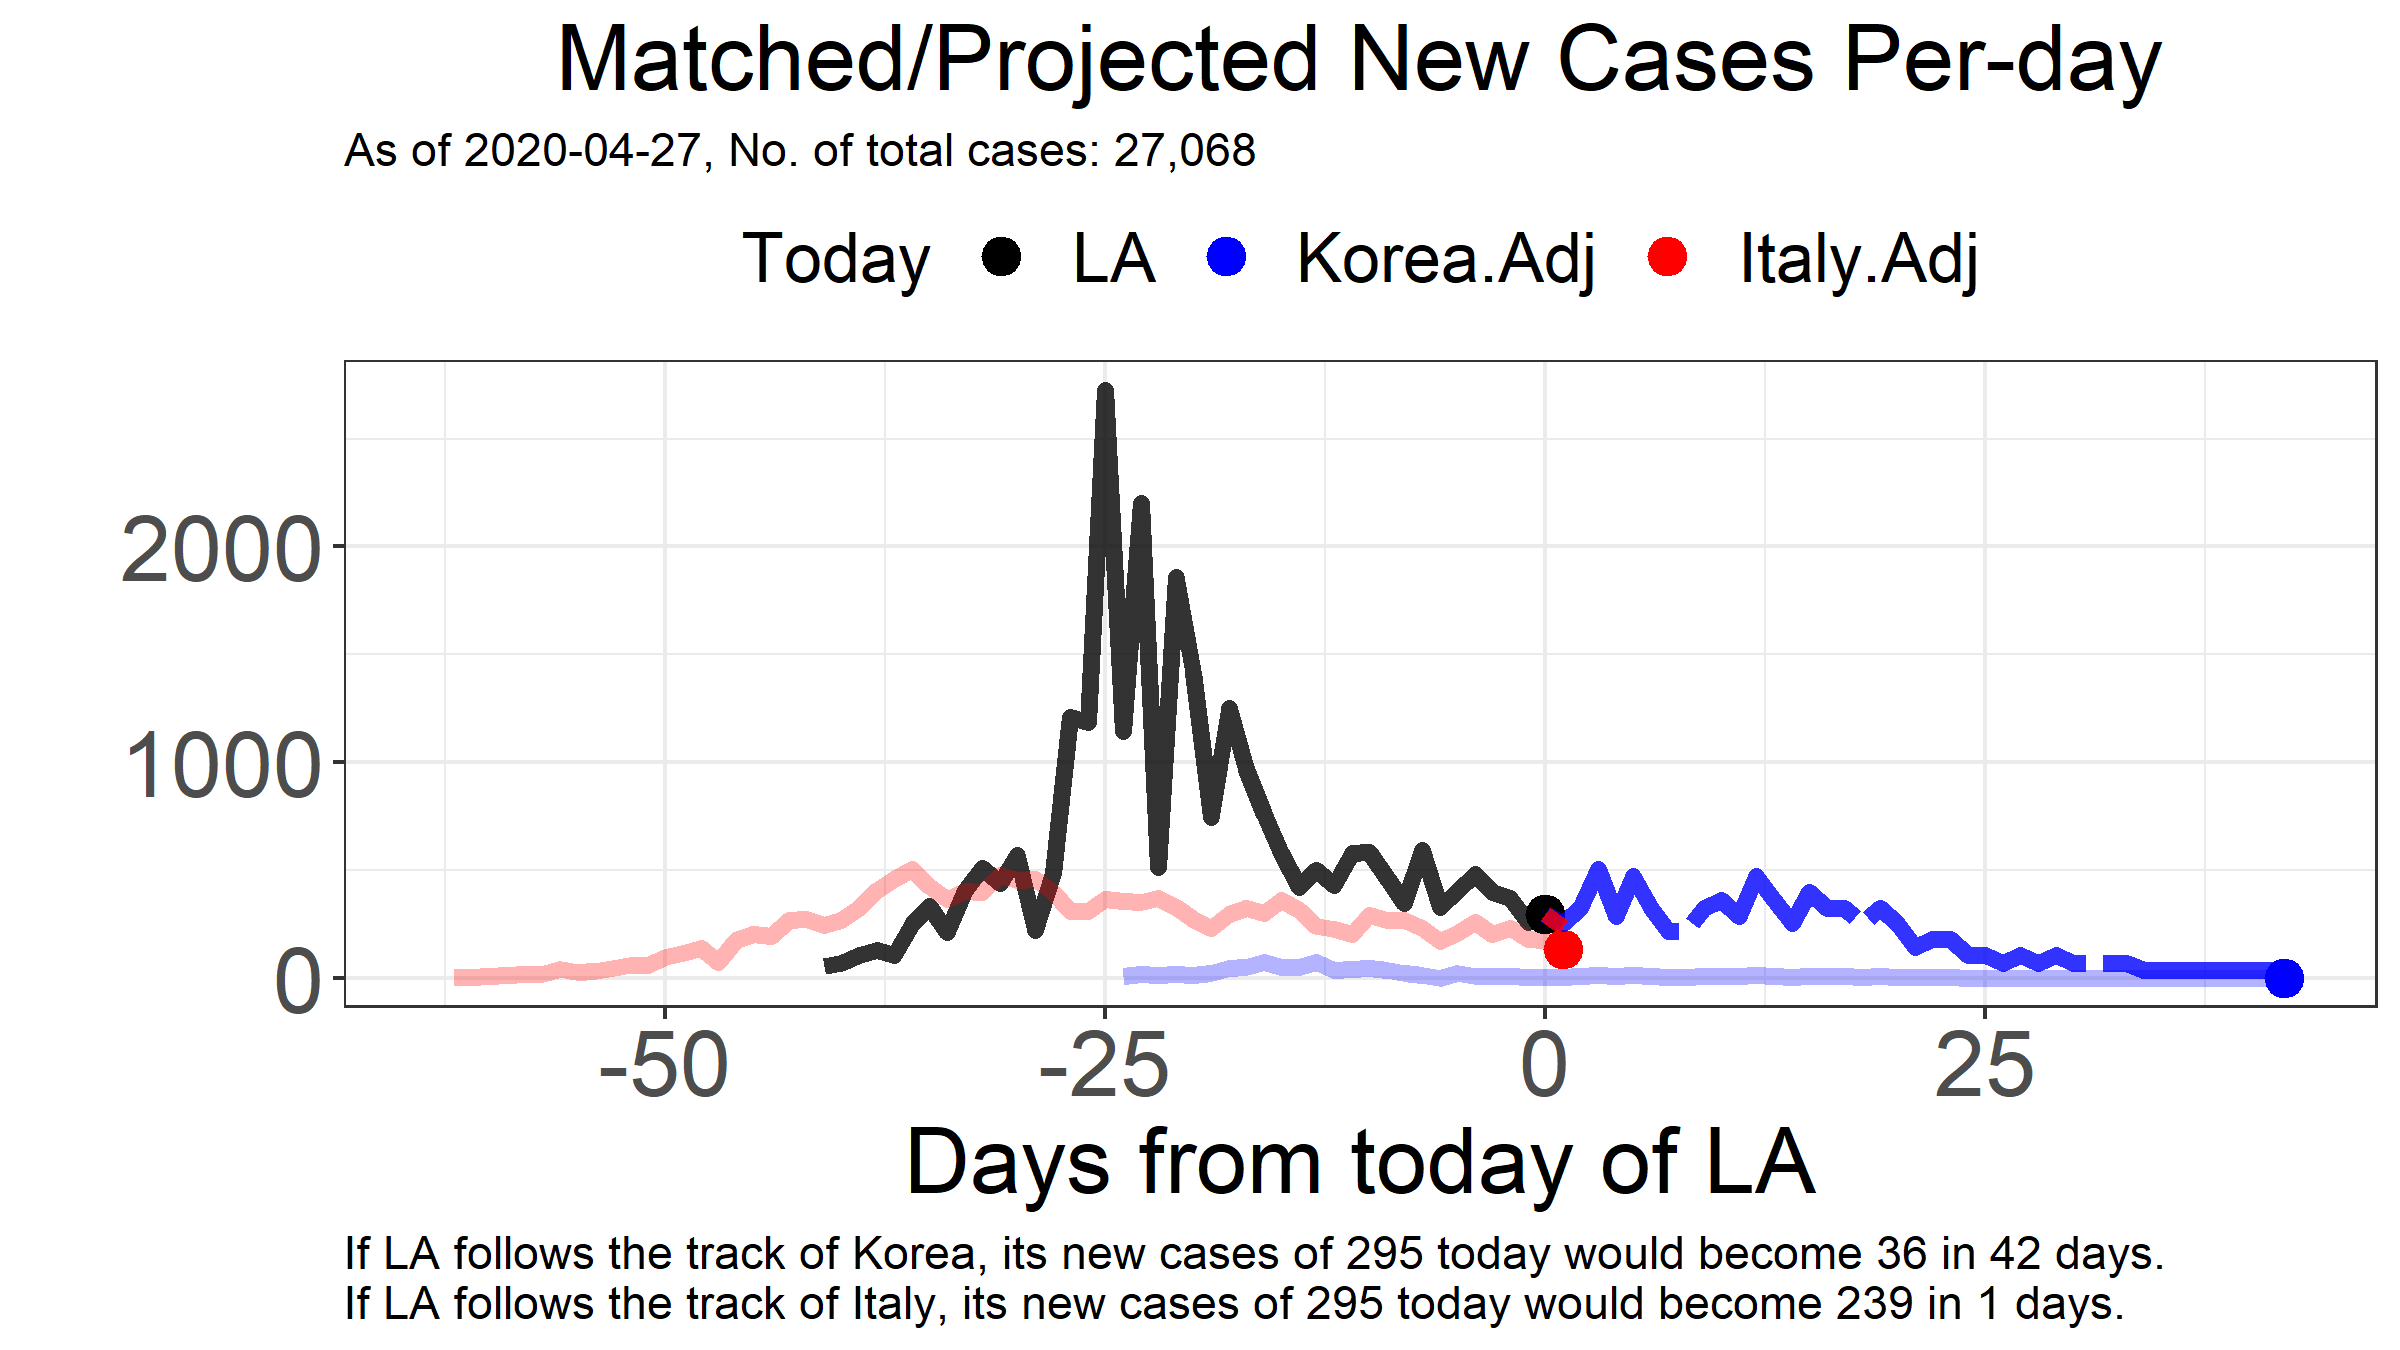 Matched/Projected New Cases Per-day
As of 2020-04-27, No. of total cases: 27,068
Today LA Korea.Adj Italy.Adj
2000
1000
0
-50 -25 0 25
Days from today of LA
If LA follows the track of Korea, its new cases of 295 today would become 36 in 42 days.
If LA follows the track of Italy, its new cases of 295 today would become 239 in 1 days.